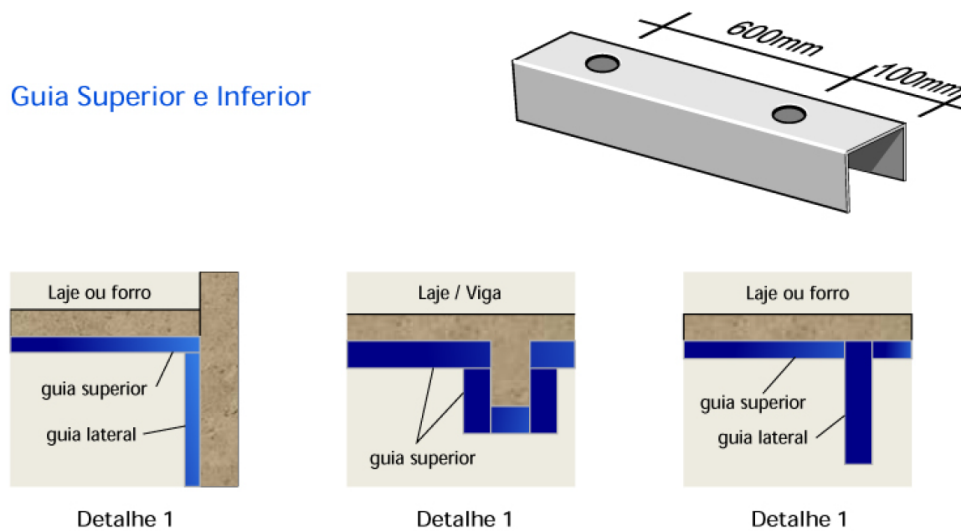 600mm
100mm
Guia Superior e Inferior
Laje ou forro
guia superior
guia lateral
Detalhe 1
Laje / Viga
guia superior
Detalhe 1
Laje ou forro
guia superior
guia lateral
Detalhe 1